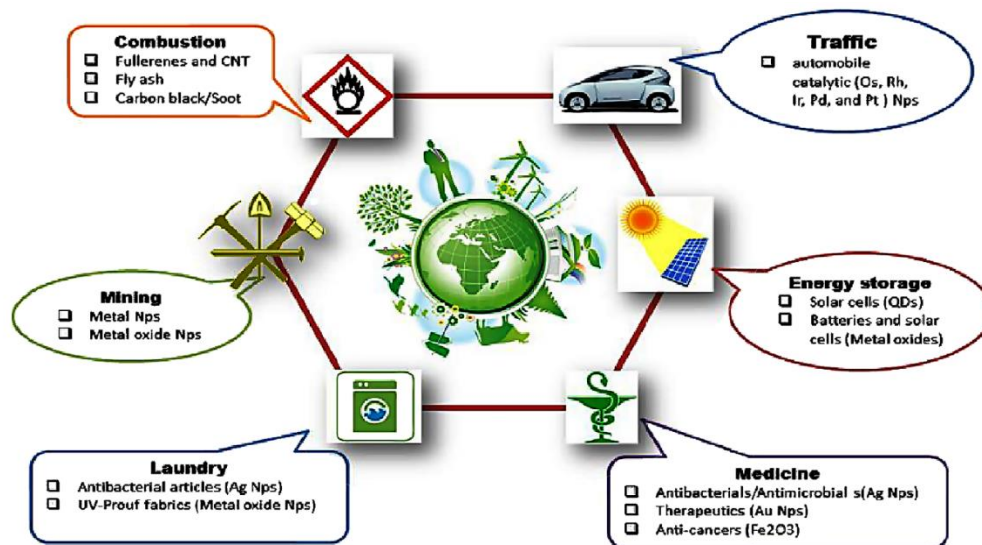 Combustion
Fullerenes and CNT
Fly ash
Carbon black/Soot
Traffic
automobile
catalytic (Os, Rh,
Ir, Pd, and Pt ) Nps
Mining
Metal Nps
Metal oxide Nps
Energy storage
Solar cells (QDs)
Batteries and solar
cells (Metal oxides)
Laundry
Antibacterial articles (Ag Nps)
UV-Prouf fabrics (Metal oxide Nps)
Medicine
Antibacterials/Antimicrobial s(Ag Nps)
Therapeutics (Au Nps)
Anti-cancers (Fe2O3)